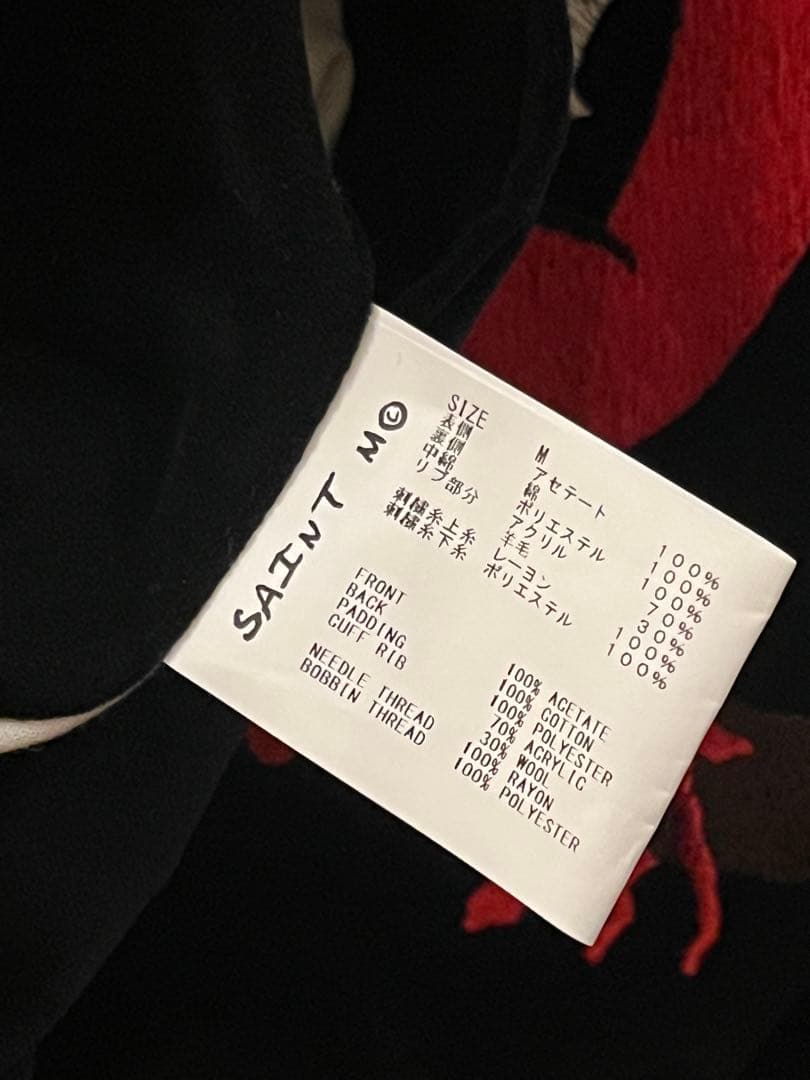 SAINT M©
SIZE M
表側 アセテート 100%
裏側 綿 100%
中綿 ポリエステル 100%
リブ部分 アクリル 70%
羊毛 30%
刺繍糸上糸 レーヨン 100%
刺繍糸下糸 ポリエステル 100%
FRONT 100% ACETATE
BACK 100% COTTON
PADDING 100% POLYESTER
CUFF RIB 70% ACRYLIC
30% WOOL
NEEDLE THREAD 100% RAYON
BOBBIN THREAD 100% POLYESTER